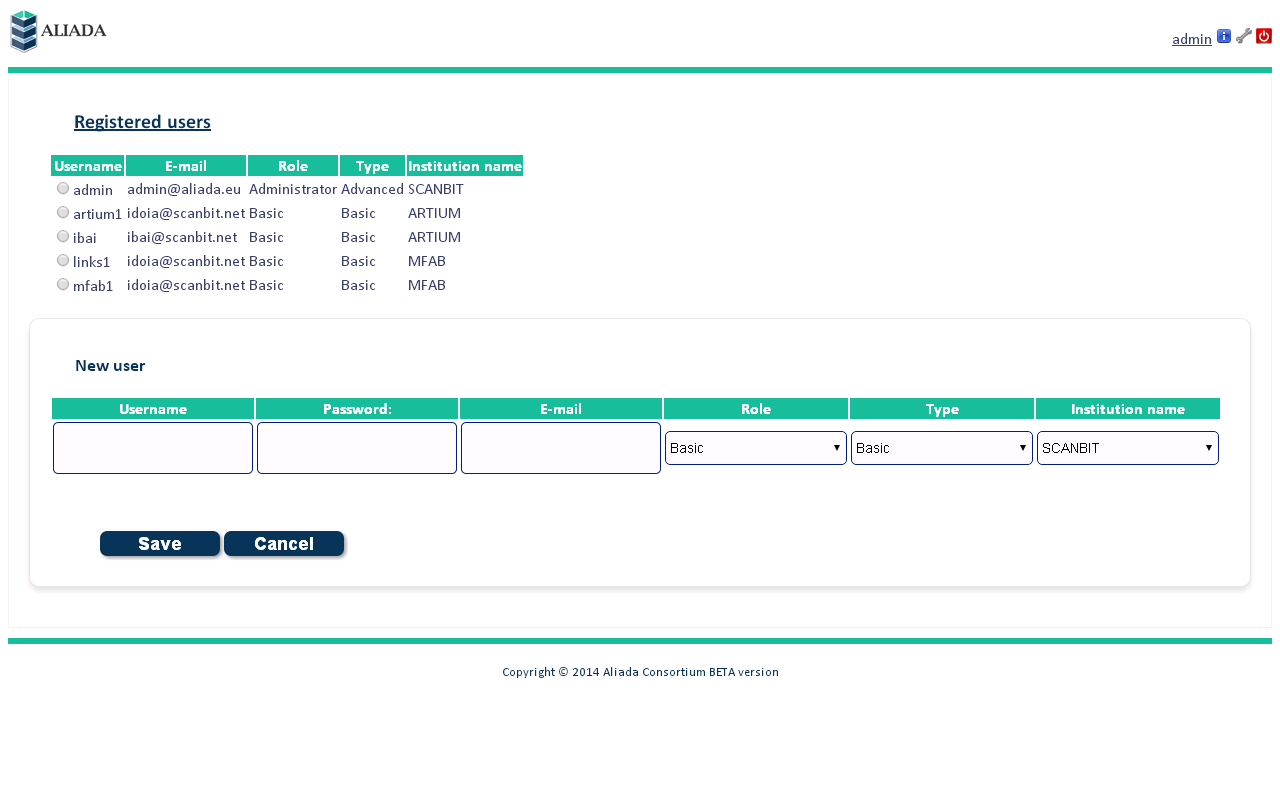 ALIADA
admin
Registered users
Username E-mail Role Type Institution name
admin admin@aliada.eu Administrator Advanced SCANBIT
artium1 idoia@scanbit.net Basic Basic ARTIUM
ibai ibai@scanbit.net Basic Basic ARTIUM
links1 idoia@scanbit.net Basic Basic MFAB
mfab1 idoia@scanbit.net Basic Basic MFAB
New user
Username Password: E-mail Role Type Institution name
Basic Basic SCANBIT
Save Cancel
Copyright © 2014 Aliada Consortium BETA version